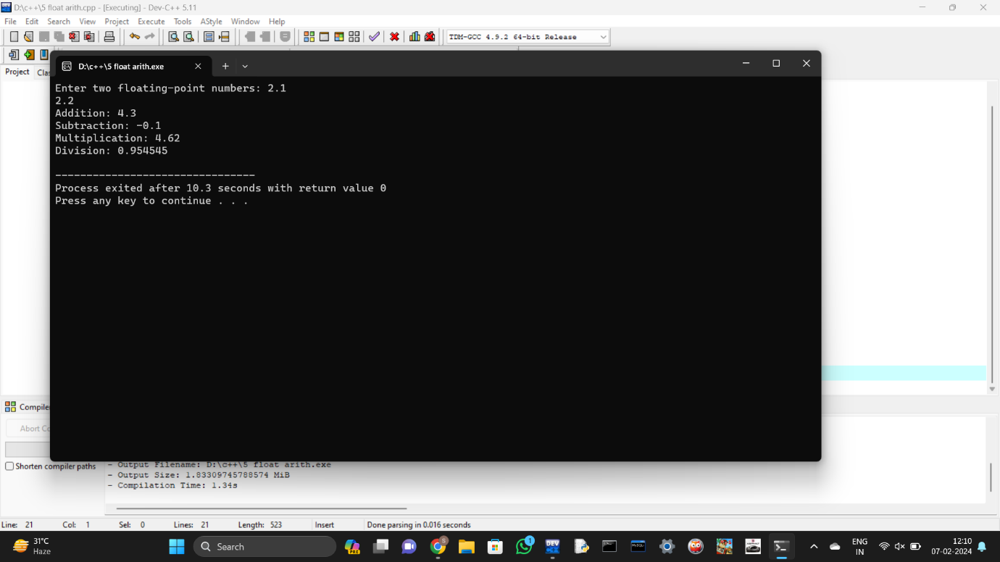 D:\c++\5 float arith.cpp - [Executing] - Dev-C++ 5.11
File Edit Search View Project Execute Tools AStyle Window Help
TDM-GCC 4.9.2 64-bit Release
Project
D:\c++\5 float arith.exe
Enter two floating-point numbers: 2.1
2.2
Addition: 4.3
Subtraction: -0.1
Multiplication: 4.62
Division: 0.954545
--------------------------------
Process exited after 10.3 seconds with return value 0
Press any key to continue . . .
Compiler
Abort
Shorten compiler paths
- Output Filename: D:\c++\5 float arith.exe
- Output Size: 1.83309745788574 MiB
- Compilation Time: 1.34s
Line: 21 Col: 1 Sel: 0 Lines: 21 Length: 523 Insert Done parsing in 0.016 seconds
31°C
Haze
Search
PRE
S
1
DEV
MySQL
ENG
IN
12:10
07-02-2024